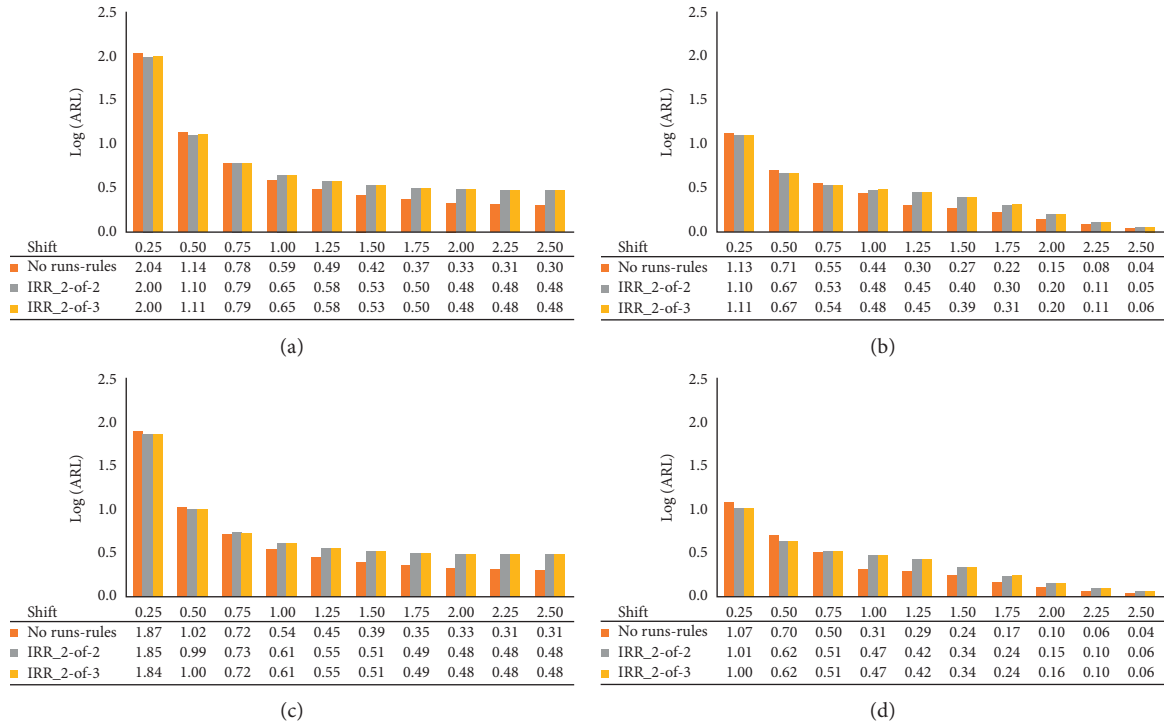 2.5
2.0
1.5
1.0
0.5
0.0
Log (ARL)
Shift 0.25 0.50 0.75 1.00 1.25 1.50 1.75 2.00 2.25 2.50
No runs-rules 2.04 1.14 0.78 0.59 0.49 0.42 0.37 0.33 0.31 0.30
IRR_2-of-2 2.00 1.10 0.79 0.65 0.58 0.53 0.50 0.48 0.48 0.48
IRR_2-of-3 2.00 1.11 0.79 0.65 0.58 0.53 0.50 0.48 0.48 0.48
(a)
2.5
2.0
1.5
1.0
0.5
0.0
Log (ARL)
Shift 0.25 0.50 0.75 1.00 1.25 1.50 1.75 2.00 2.25 2.50
No runs-rules 1.13 0.71 0.55 0.44 0.30 0.27 0.22 0.15 0.08 0.04
IRR_2-of-2 1.10 0.67 0.53 0.48 0.45 0.40 0.30 0.20 0.11 0.05
IRR_2-of-3 1.11 0.67 0.54 0.48 0.45 0.39 0.31 0.20 0.11 0.06
(b)
2.5
2.0
1.5
1.0
0.5
0.0
Log (ARL)
Shift 0.25 0.50 0.75 1.00 1.25 1.50 1.75 2.00 2.25 2.50
No runs-rules 1.87 1.02 0.72 0.54 0.45 0.39 0.35 0.33 0.31 0.31
IRR_2-of-2 1.85 0.99 0.73 0.61 0.55 0.51 0.49 0.48 0.48 0.48
IRR_2-of-3 1.84 1.00 0.72 0.61 0.55 0.51 0.49 0.48 0.48 0.48
(c)
2.5
2.0
1.5
1.0
0.5
0.0
Log (ARL)
Shift 0.25 0.50 0.75 1.00 1.25 1.50 1.75 2.00 2.25 2.50
No runs-rules 1.07 0.70 0.50 0.31 0.29 0.24 0.17 0.10 0.06 0.04
IRR_2-of-2 1.01 0.62 0.51 0.47 0.42 0.34 0.24 0.15 0.10 0.06
IRR_2-of-3 1.00 0.62 0.51 0.47 0.42 0.34 0.24 0.16 0.10 0.06
(d)